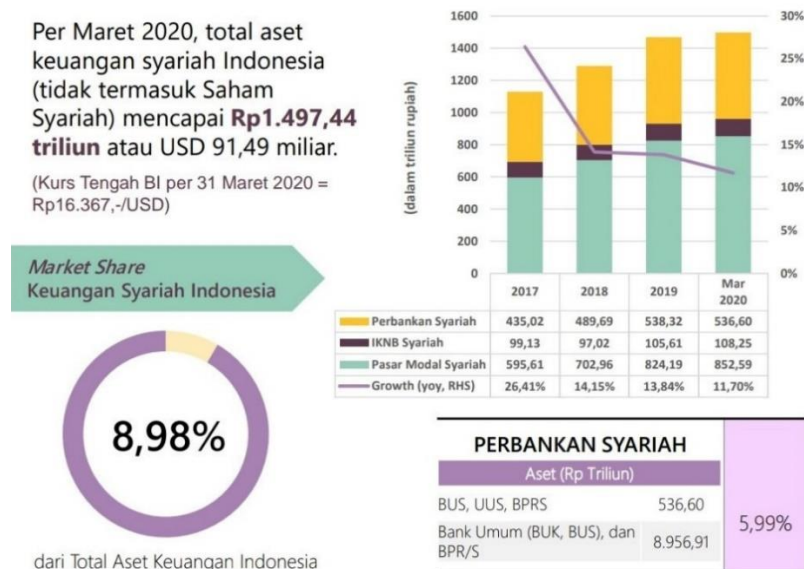 Per Maret 2020, total aset
keuangan syariah Indonesia
(tidak termasuk Saham
Syariah) mencapai Rp1.497,44
triliun atau USD 91,49 miliar.
(Kurs Tengah BI per 31 Maret 2020 =
Rp16.367,-/USD)
Market Share
Keuangan Syariah Indonesia
8,98%
dari Total Aset Keuangan Indonesia
(dalam triliun rupiah)
1600
1400
1200
1000
800
600
400
200
0
30%
25%
20%
15%
10%
5%
0%
2017 2018 2019 Mar 2020
Perbankan Syariah 435,02 489,69 538,32 536,60
IKNB Syariah 99,13 97,02 105,61 108,25
Pasar Modal Syariah 595,61 702,96 824,19 852,59
Growth (yoy, RHS) 26,41% 14,15% 13,84% 11,70%
PERBANKAN SYARIAH
Aset (Rp Triliun)
BUS, UUS, BPRS 536,60
Bank Umum (BUK, BUS), dan
BPR/S 8.956,91
5,99%